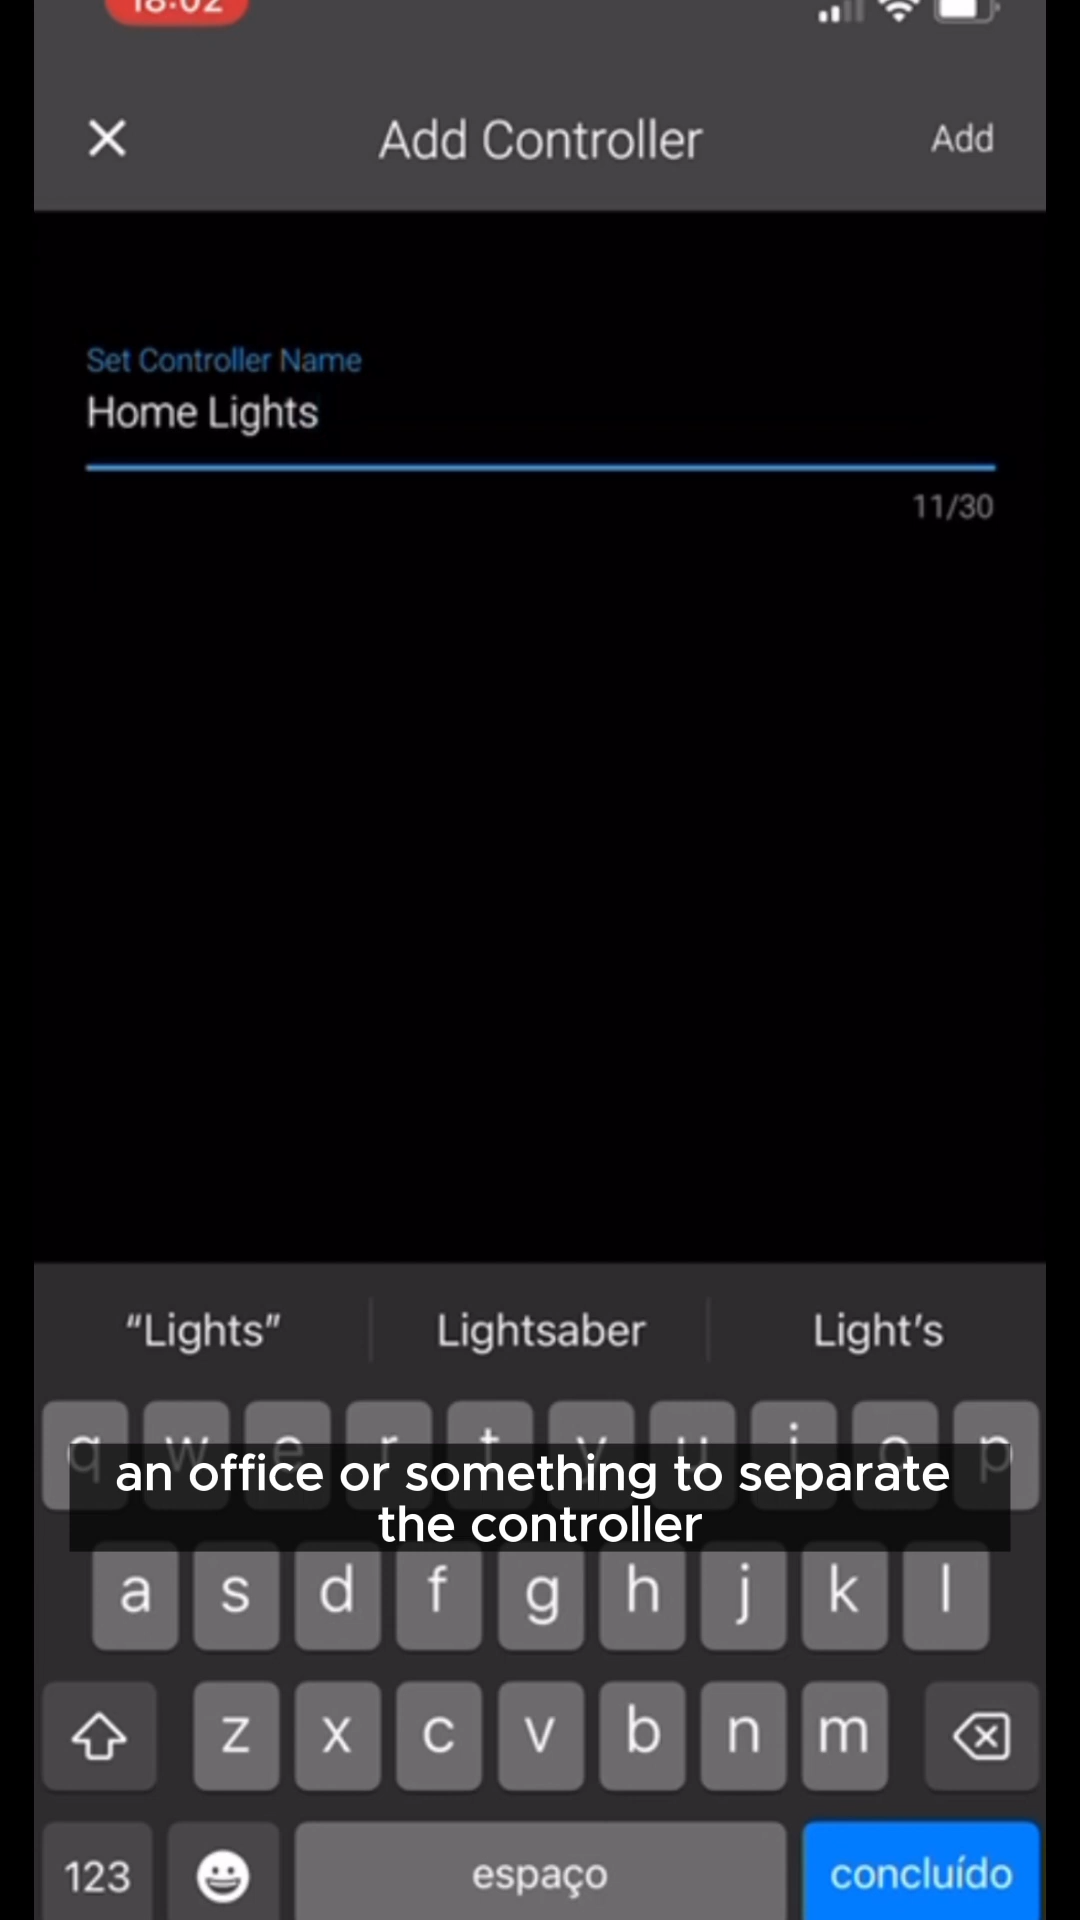 18:02
Add Controller
Add
Set Controller Name
Home Lights
11/30
“Lights”
Lightsaber
Light’s
q w e r t y u i o p
an office or something to separate
the controller
a s d f g h j k l
z x c v b n m
123
espaço
concluído